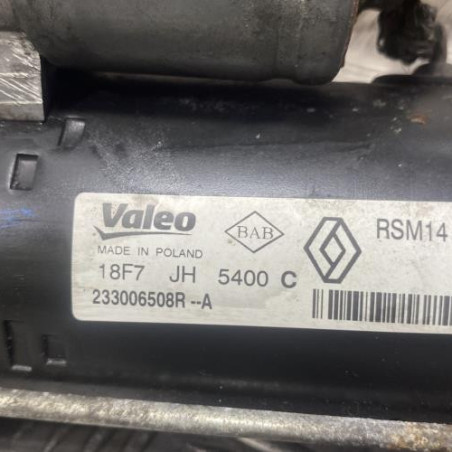 Valeo
BAB
RSM14
MADE IN POLAND
18F7 JH 5400 C
233006508R --A